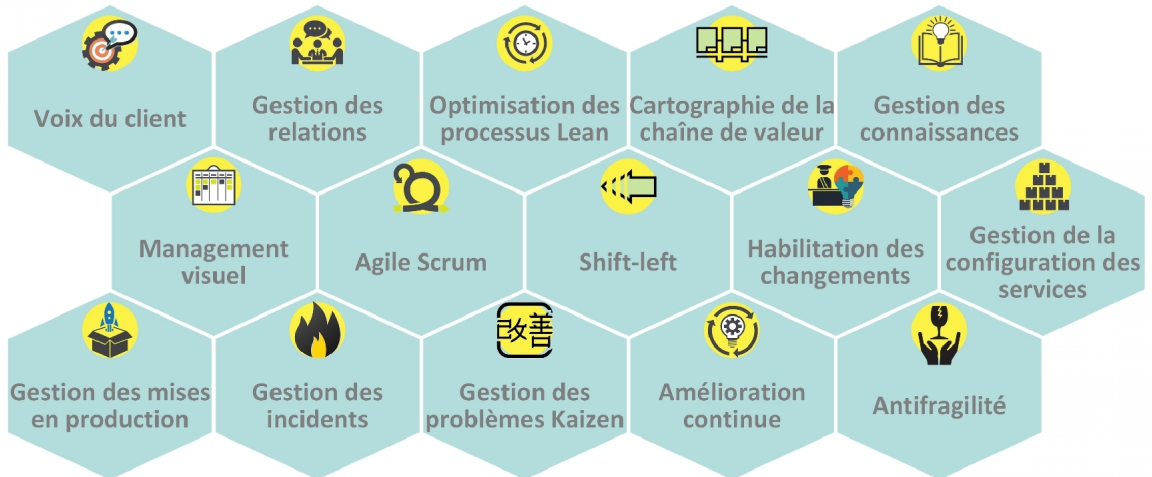 Voix du client
Gestion des
relations
Optimisation des
processus Lean
Cartographie de la
chaîne de valeur
Gestion des
connaissances
Management
visuel
Agile Scrum
Shift-left
Habilitation des
changements
Gestion de la
configuration des
services
Gestion des mises
en production
Gestion des
incidents
改善
Gestion des
problèmes Kaizen
Amélioration
continue
Antifragilité